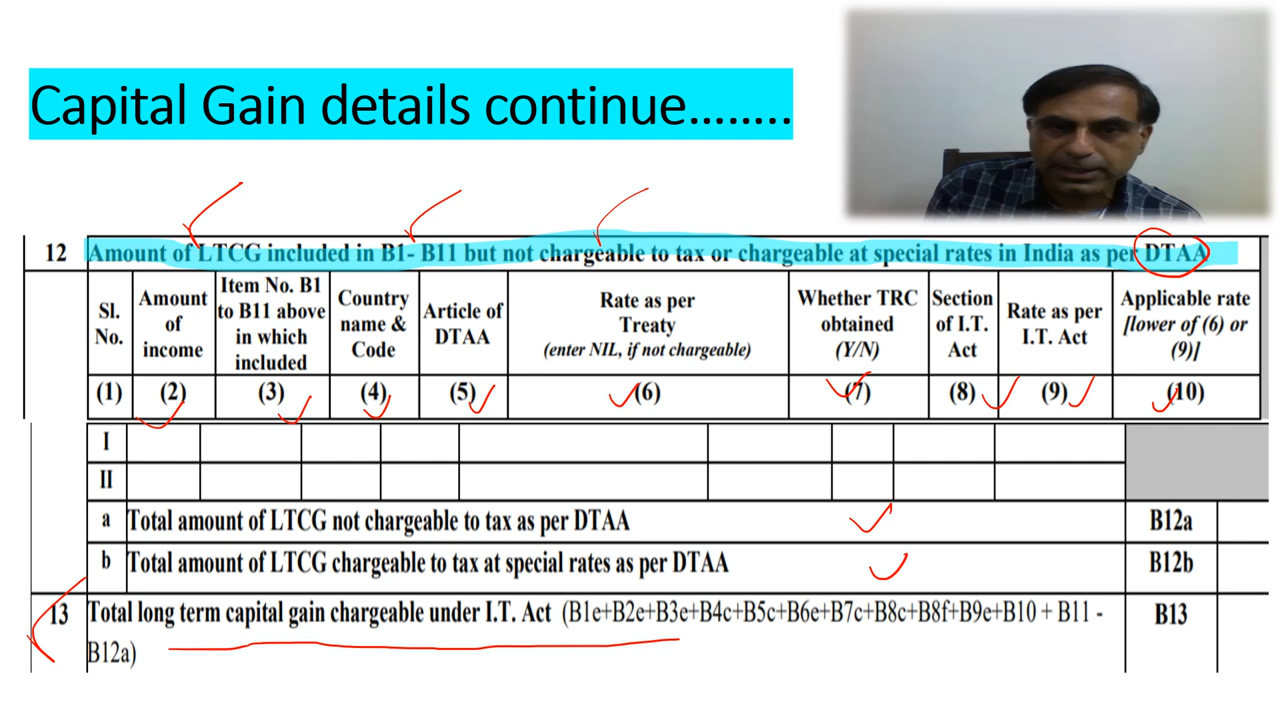 Capital Gain details continue……..
12 Amount of LTCG included in B1- B11 but not chargeable to tax or chargeable at special rates in India as per DTAA
Sl. No. Amount of income Item No. B1 to B11 above in which included Country name & Code Article of DTAA Rate as per Treaty (enter NIL, if not chargeable) Whether TRC obtained (Y/N) Section of I.T. Act Rate as per I.T. Act Applicable rate [lower of (6) or (9)]
(1) (2) (3) (4) (5) (6) (7) (8) (9) (10)
I
II
a Total amount of LTCG not chargeable to tax as per DTAA B12a
b Total amount of LTCG chargeable to tax at special rates as per DTAA B12b
13 Total long term capital gain chargeable under I.T. Act (B1e+B2e+B3e+B4c+B5c+B6e+B7c+B8c+B8f+B9e+B10 + B11 - B13
B12a)